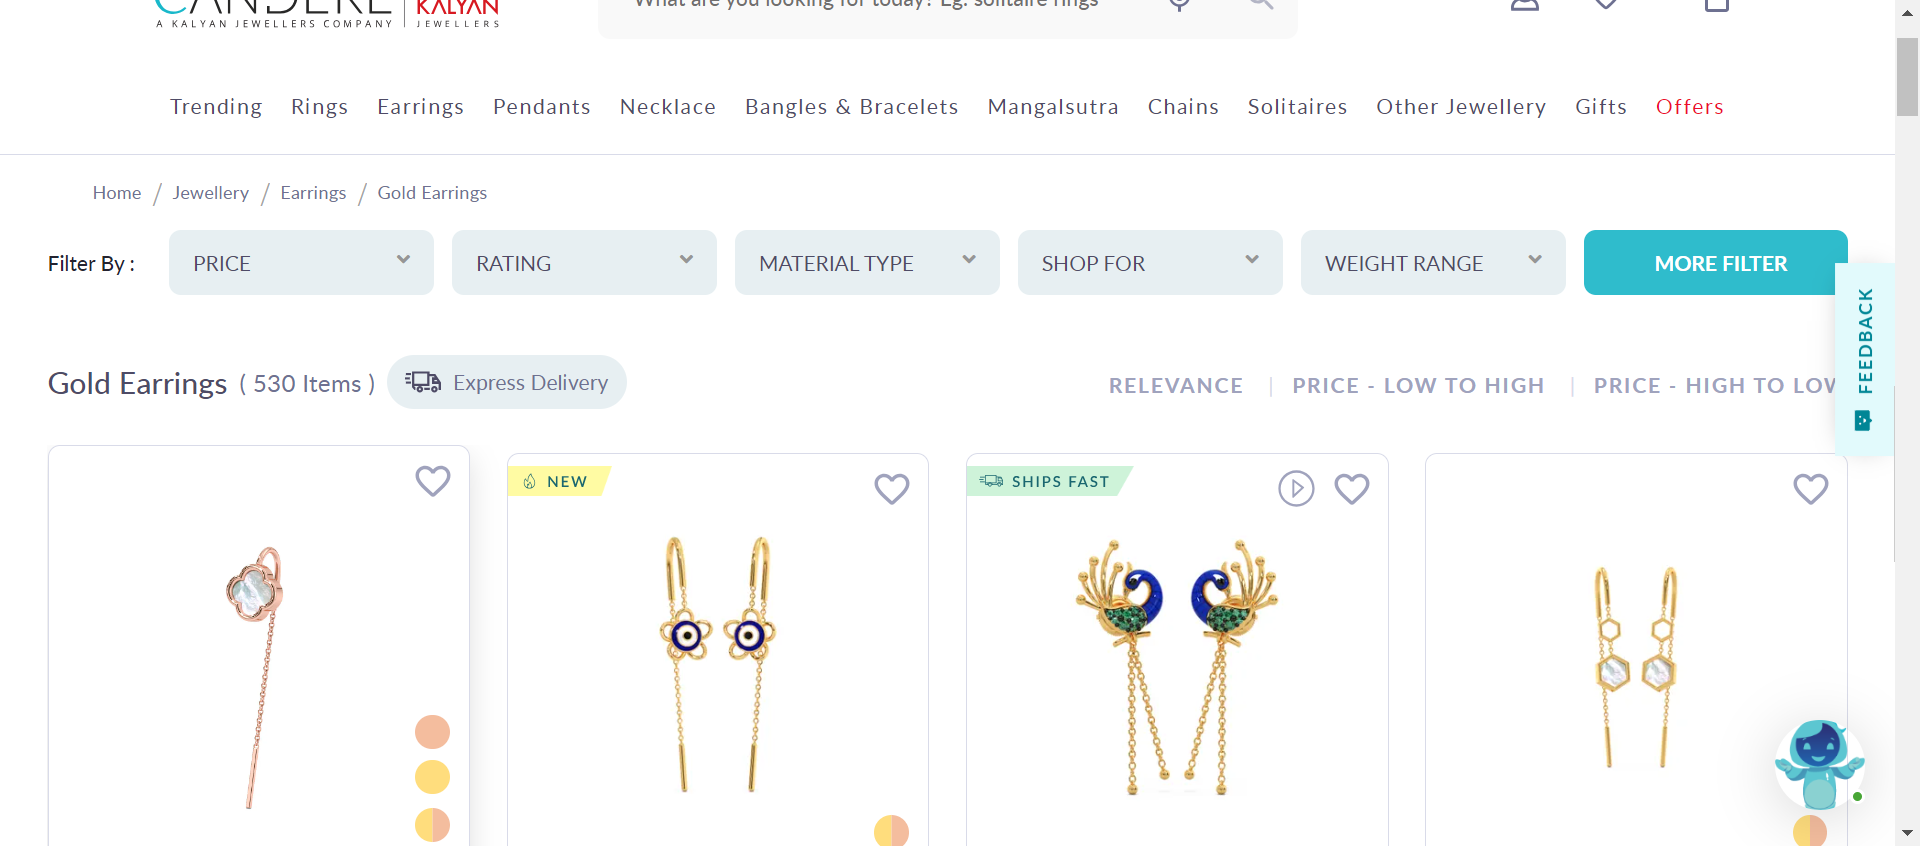 CANDERE
A KALYAN JEWELLERS COMPANY
KALYAN
JEWELLERS
What are you looking for today? Eg. solitaire rings
Trending Rings Earrings Pendants Necklace Bangles & Bracelets Mangalsutra Chains Solitaires Other Jewellery Gifts Offers
Home / Jewellery / Earrings / Gold Earrings
Filter By : PRICE RATING MATERIAL TYPE SHOP FOR WEIGHT RANGE MORE FILTER
FEEDBACK
Gold Earrings ( 530 Items ) Express Delivery RELEVANCE | PRICE - LOW TO HIGH | PRICE - HIGH TO LOW
NEW
SHIPS FAST